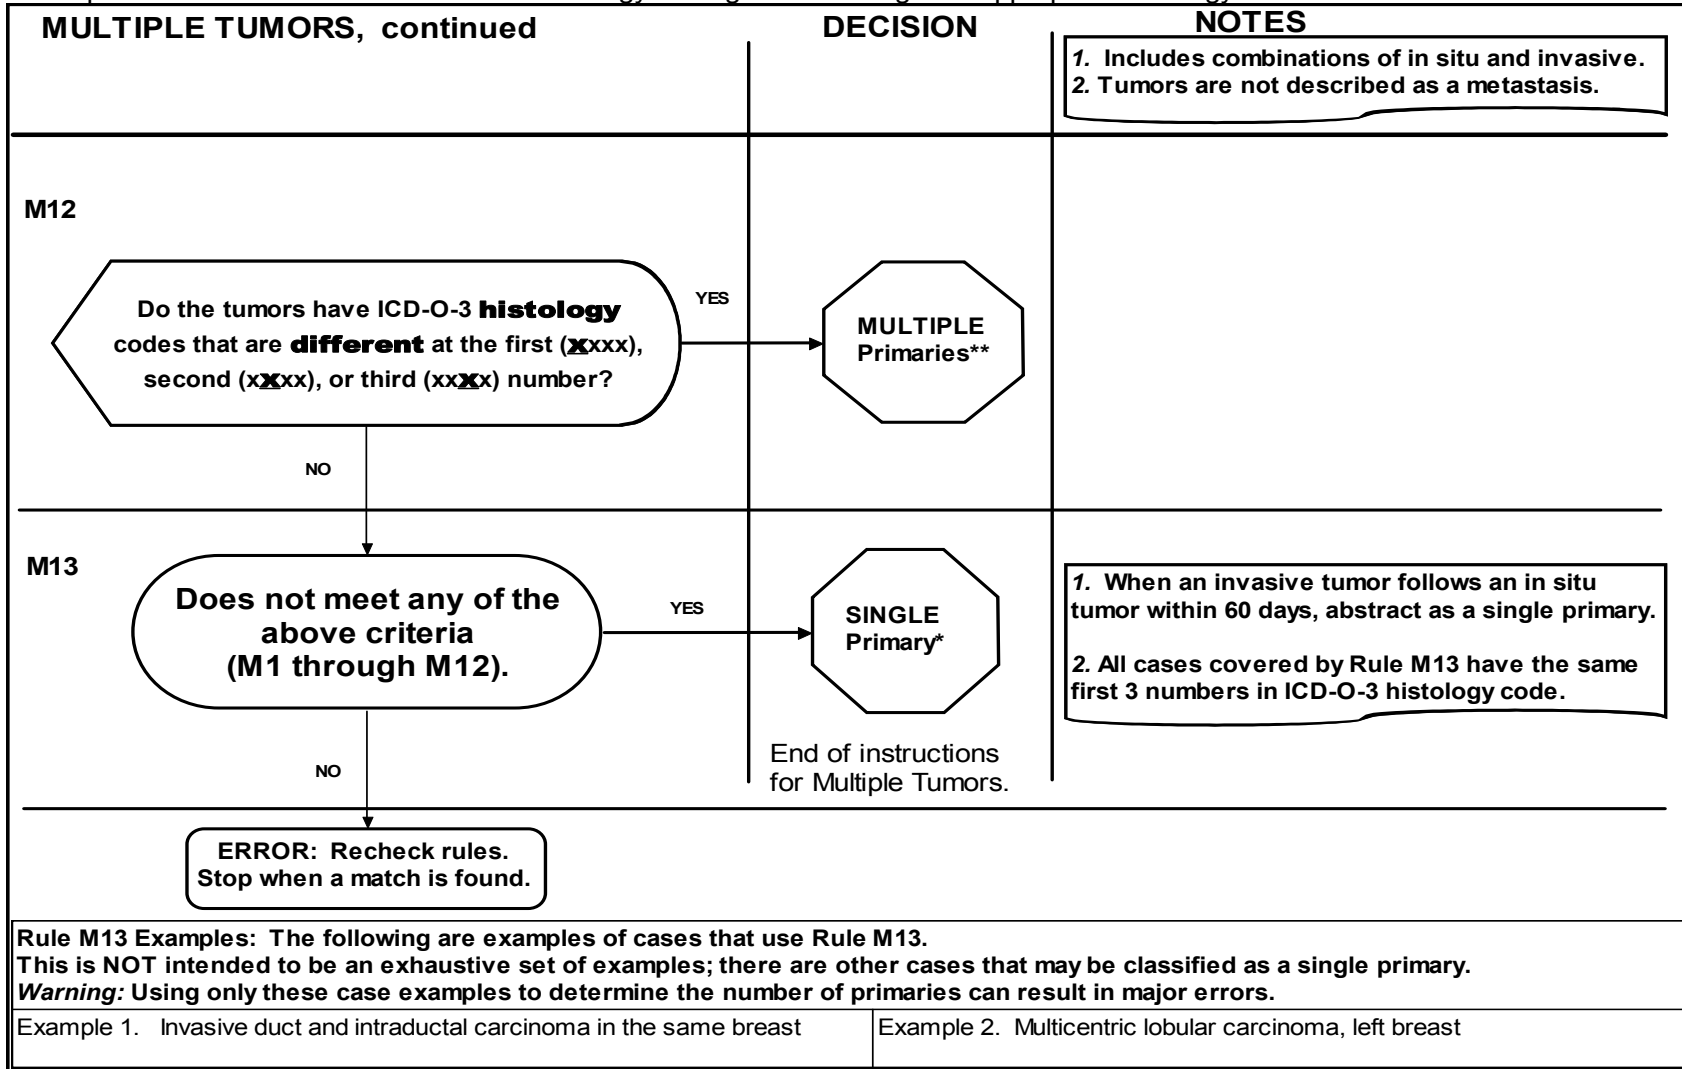 MULTIPLE TUMORS, continued
DECISION
NOTES
1. Includes combinations of in situ and invasive.
2. Tumors are not described as a metastasis.
M12
Do the tumors have ICD-O-3 histology
codes that are different at the first (xxxx),
second (xxxx), or third (xxxx) number?
YES
MULTIPLE
Primaries**
NO
M13
Does not meet any of the
above criteria
(M1 through M12).
YES
SINGLE
Primary*
1. When an invasive tumor follows an in situ
tumor within 60 days, abstract as a single primary.
2. All cases covered by Rule M13 have the same
first 3 numbers in ICD-O-3 histology code.
End of instructions
for Multiple Tumors.
NO
ERROR: Recheck rules.
Stop when a match is found.
Rule M13 Examples: The following are examples of cases that use Rule M13.
This is NOT intended to be an exhaustive set of examples; there are other cases that may be classified as a single primary.
Warning: Using only these case examples to determine the number of primaries can result in major errors.
Example 1. Invasive duct and intraductal carcinoma in the same breast
Example 2. Multicentric lobular carcinoma, left breast